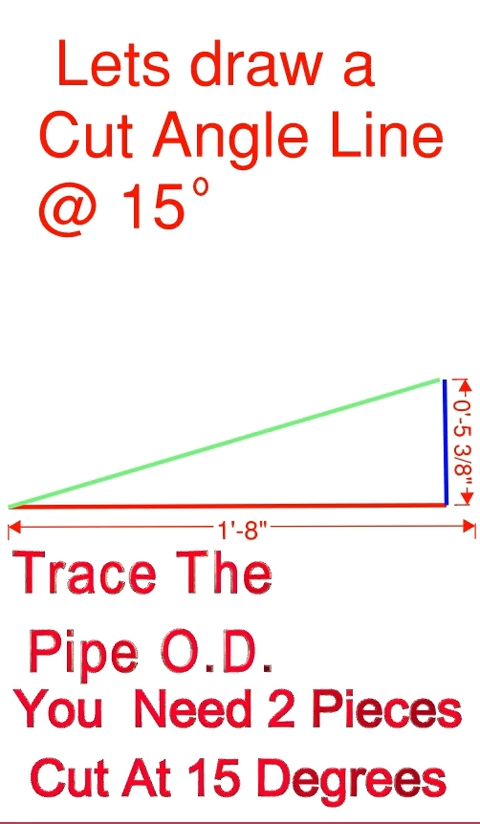 Lets draw a
Cut Angle Line
@ 15°
0'-5 3/8"
1'-8"
Trace The
Pipe O.D.
You Need 2 Pieces
Cut At 15 Degrees